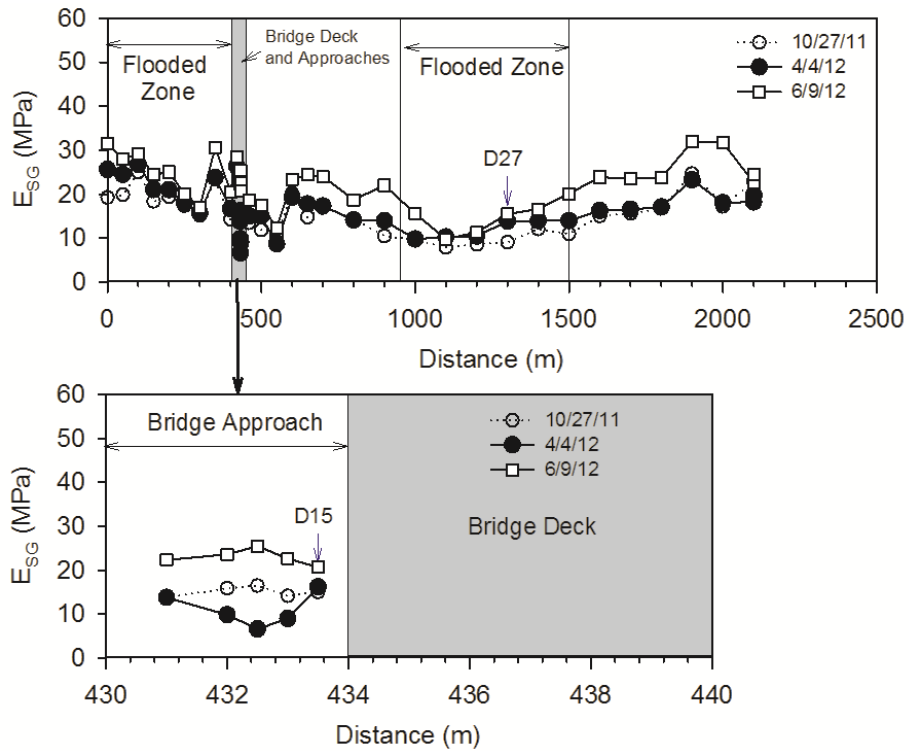 60
50
40
30
20
10
0
E_SG (MPa)
Flooded
Zone
Bridge Deck
and Approaches
Flooded Zone
D27
10/27/11
4/4/12
6/9/12
0 500 1000 1500 2000 2500
Distance (m)
60
50
40
30
20
10
0
E_SG (MPa)
Bridge Approach
D15
10/27/11
4/4/12
6/9/12
Bridge Deck
430 432 434 436 438 440
Distance (m)